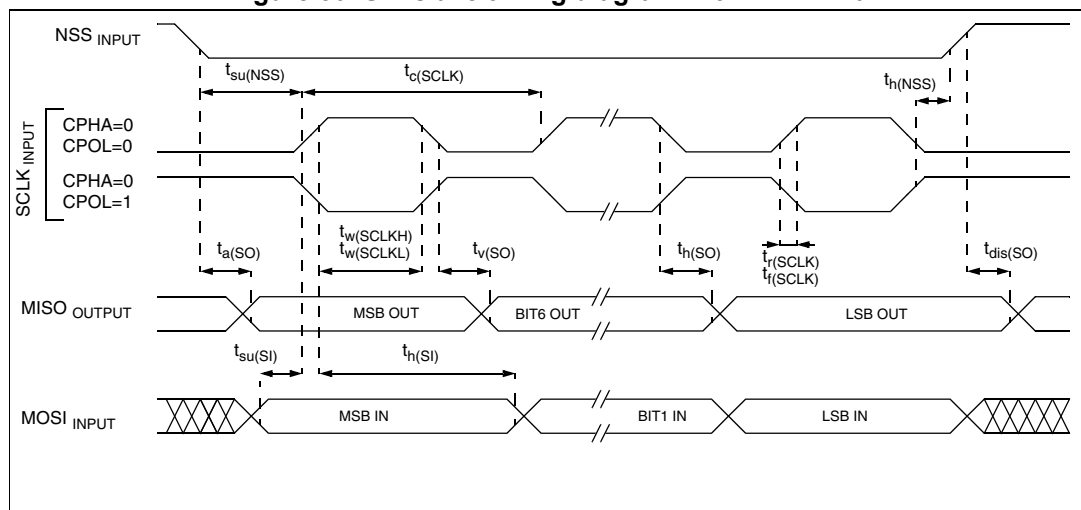 NSS INPUT
tsu(NSS)
tc(SCLK)
th(NSS)
SCLK INPUT
CPHA=0
CPOL=0
CPHA=0
CPOL=1
ta(SO)
tw(SCLKH)
tw(SCLKL)
tv(SO)
th(SO)
tr(SCLK)
tf(SCLK)
tdis(SO)
MISO OUTPUT
MSB OUT
BIT6 OUT
LSB OUT
tsu(SI)
th(SI)
MOSI INPUT
MSB IN
BIT1 IN
LSB IN